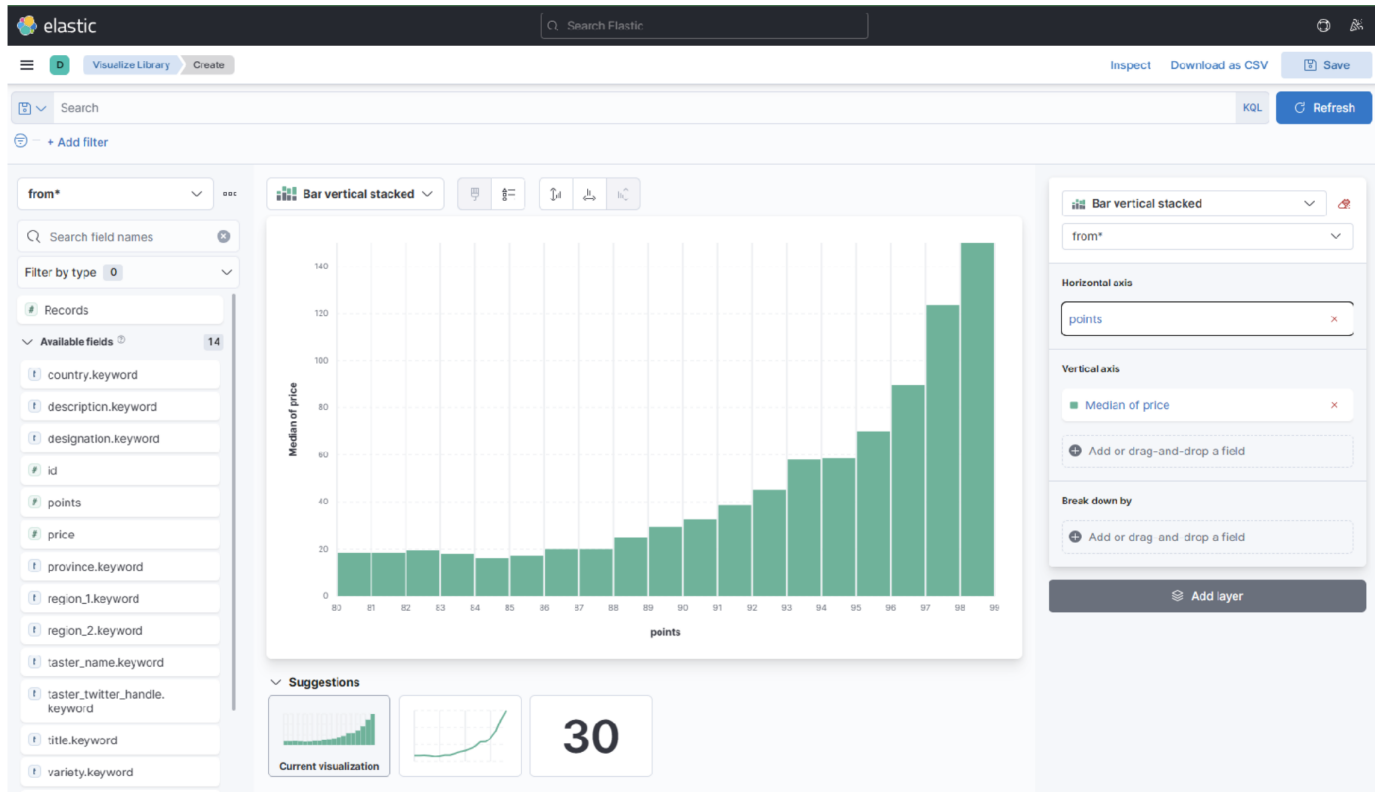 elastic
Search Elastic
D
Visualize Library
Create
Inspect
Download as CSV
Save
Search
KQL
Refresh
+ Add filter
from*
Search field names
Filter by type 0
# Records
Available fields 14
t country.keyword
t description.keyword
t designation.keyword
# id
# points
# price
t province.keyword
t region_1.keyword
t region_2.keyword
t taster_name.keyword
t taster_twitter_handle.
keyword
t title.keyword
t variety.keyword
Bar vertical stacked
Median of price
140
120
100
80
60
40
20
0
80 81 82 83 84 85 86 87 88 89 90 91 92 93 94 95 96 97 98 99
points
Suggestions
Current visualization
30
Bar vertical stacked
from*
Horizontal axis
points
Vertical axis
Median of price
Add or drag-and-drop a field
Break down by
Add or drag-and-drop a field
Add layer